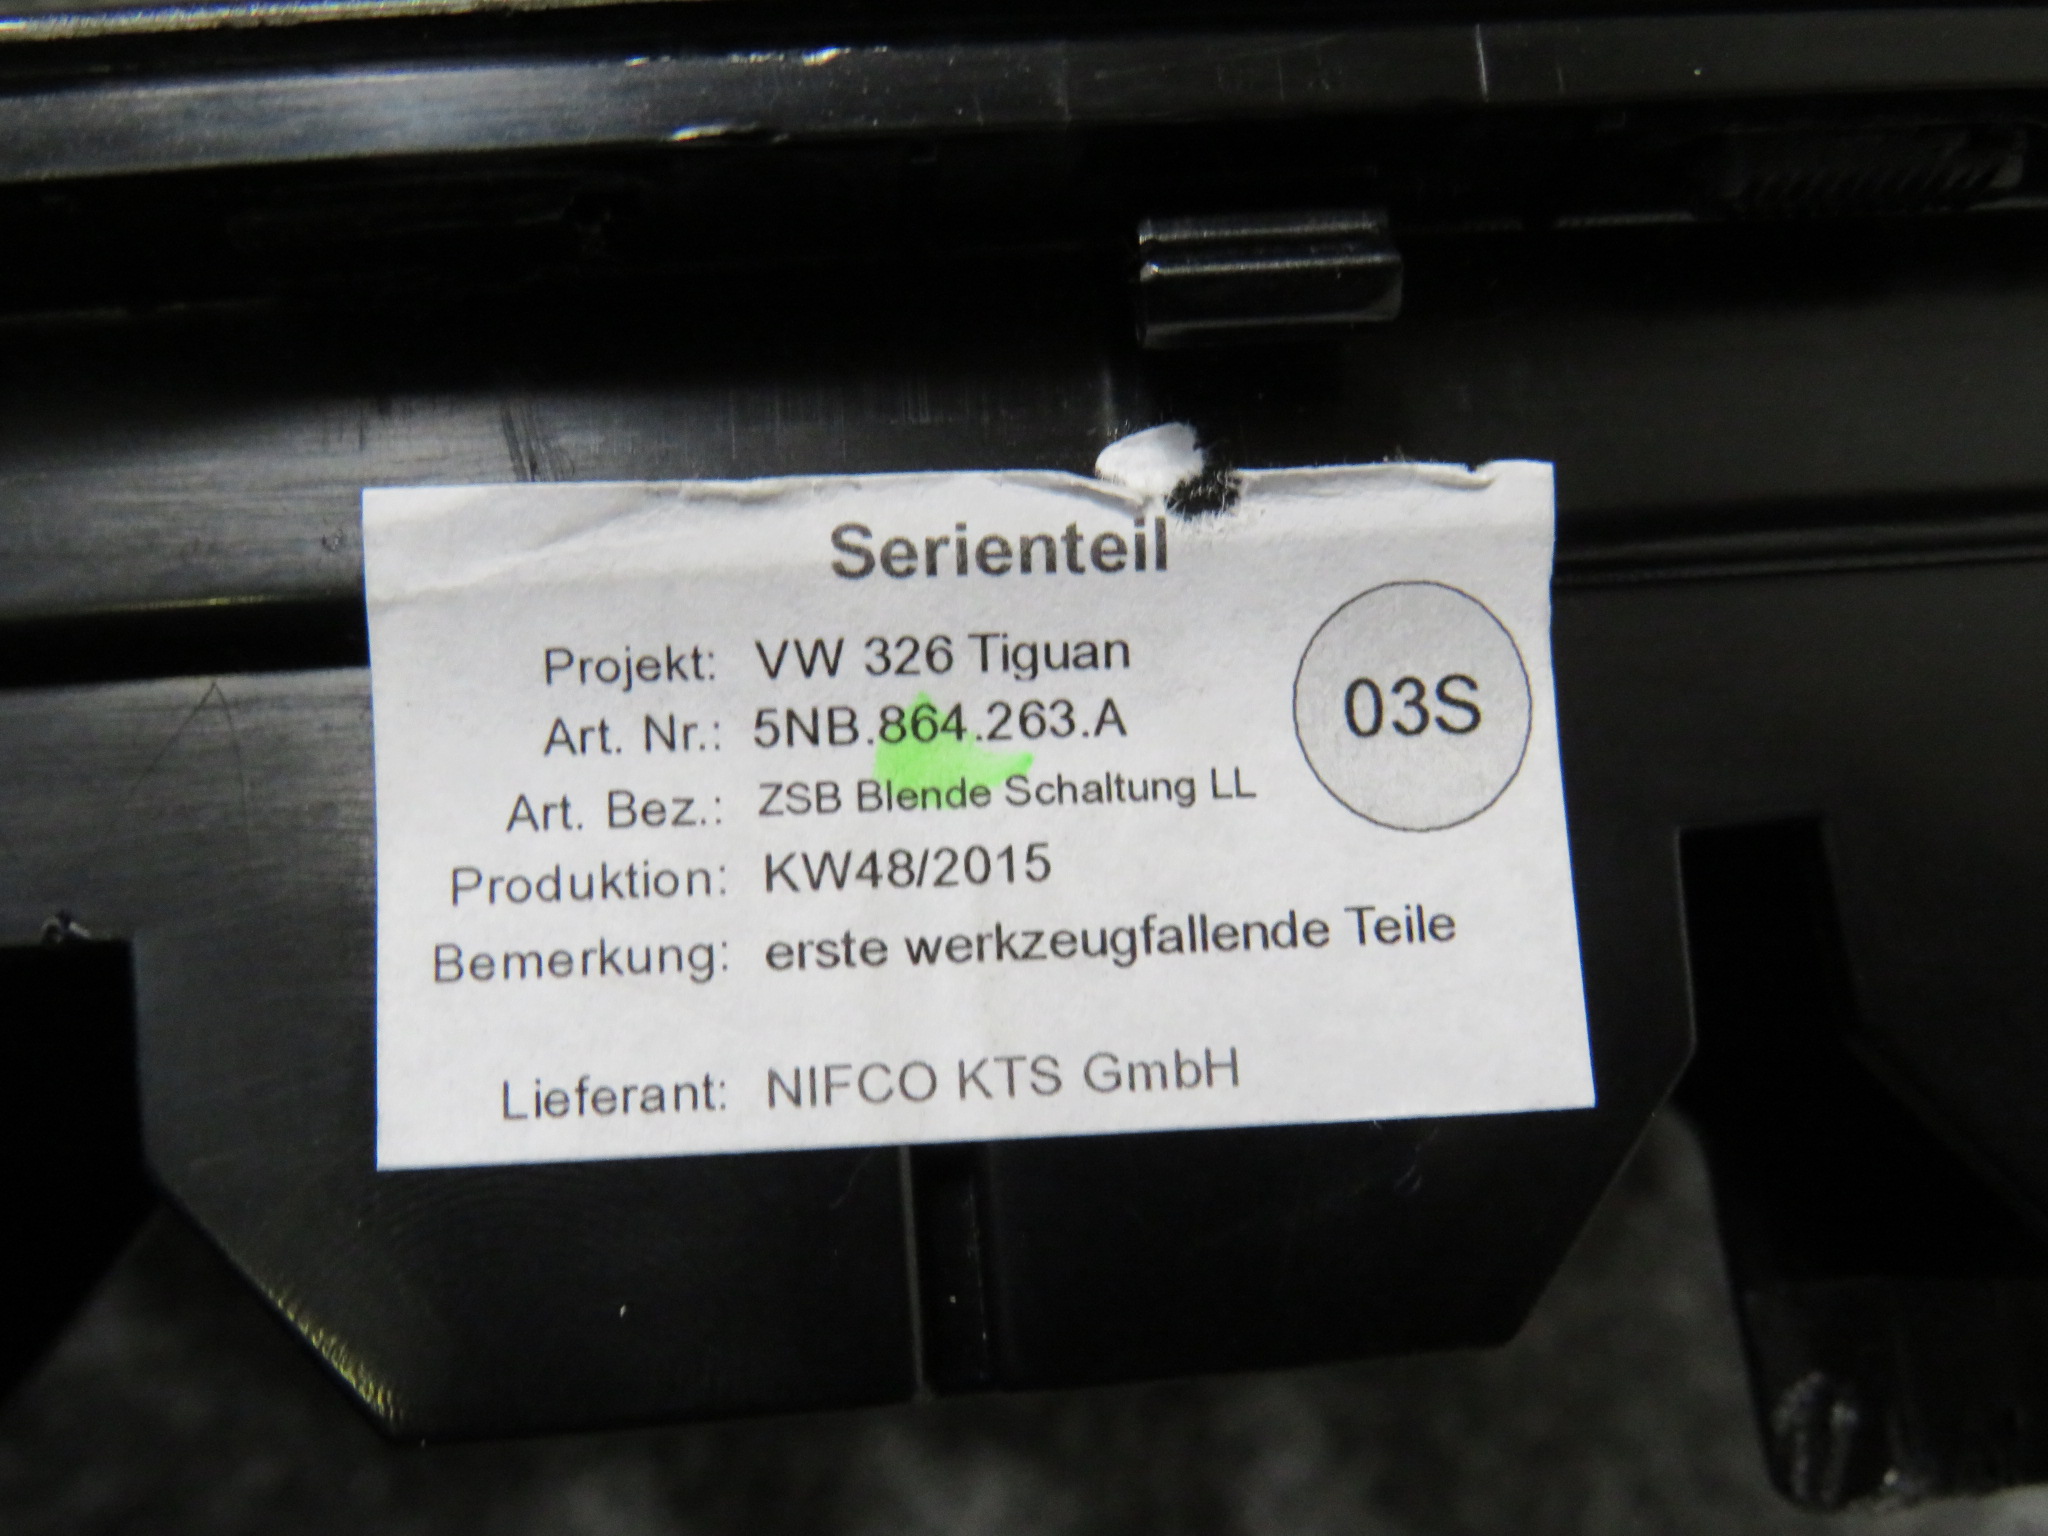 Serienteil
Projekt: VW 326 Tiguan
Art. Nr.: 5NB.864.263.A
03S
Art. Bez.: ZSB Blende Schaltung LL
Produktion: KW48/2015
Bemerkung: erste werkzeugfallende Teile
Lieferant: NIFCO KTS GmbH